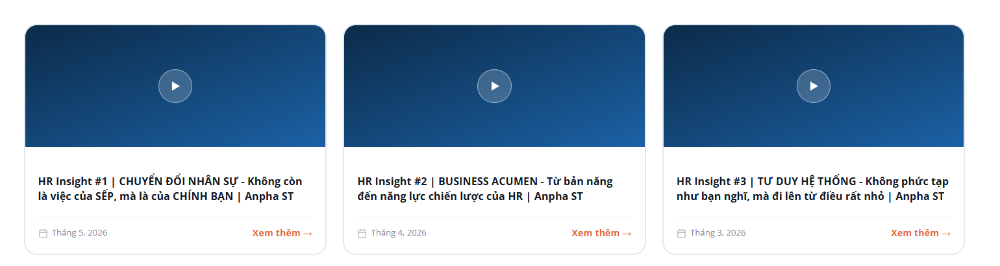 HR Insight #1 | CHUYỂN ĐỔI NHÂN SỰ - Không còn
là việc của SẾP, mà là của CHÍNH BẠN | Anpha ST
Tháng 5, 2026
Xem thêm →
HR Insight #2 | BUSINESS ACUMEN - Từ bản năng
đến năng lực chiến lược của HR | Anpha ST
Tháng 4, 2026
Xem thêm →
HR Insight #3 | TƯ DUY HỆ THỐNG - Không phức tạp
như bạn nghĩ, mà đi lên từ điều rất nhỏ | Anpha ST
Tháng 3, 2026
Xem thêm →